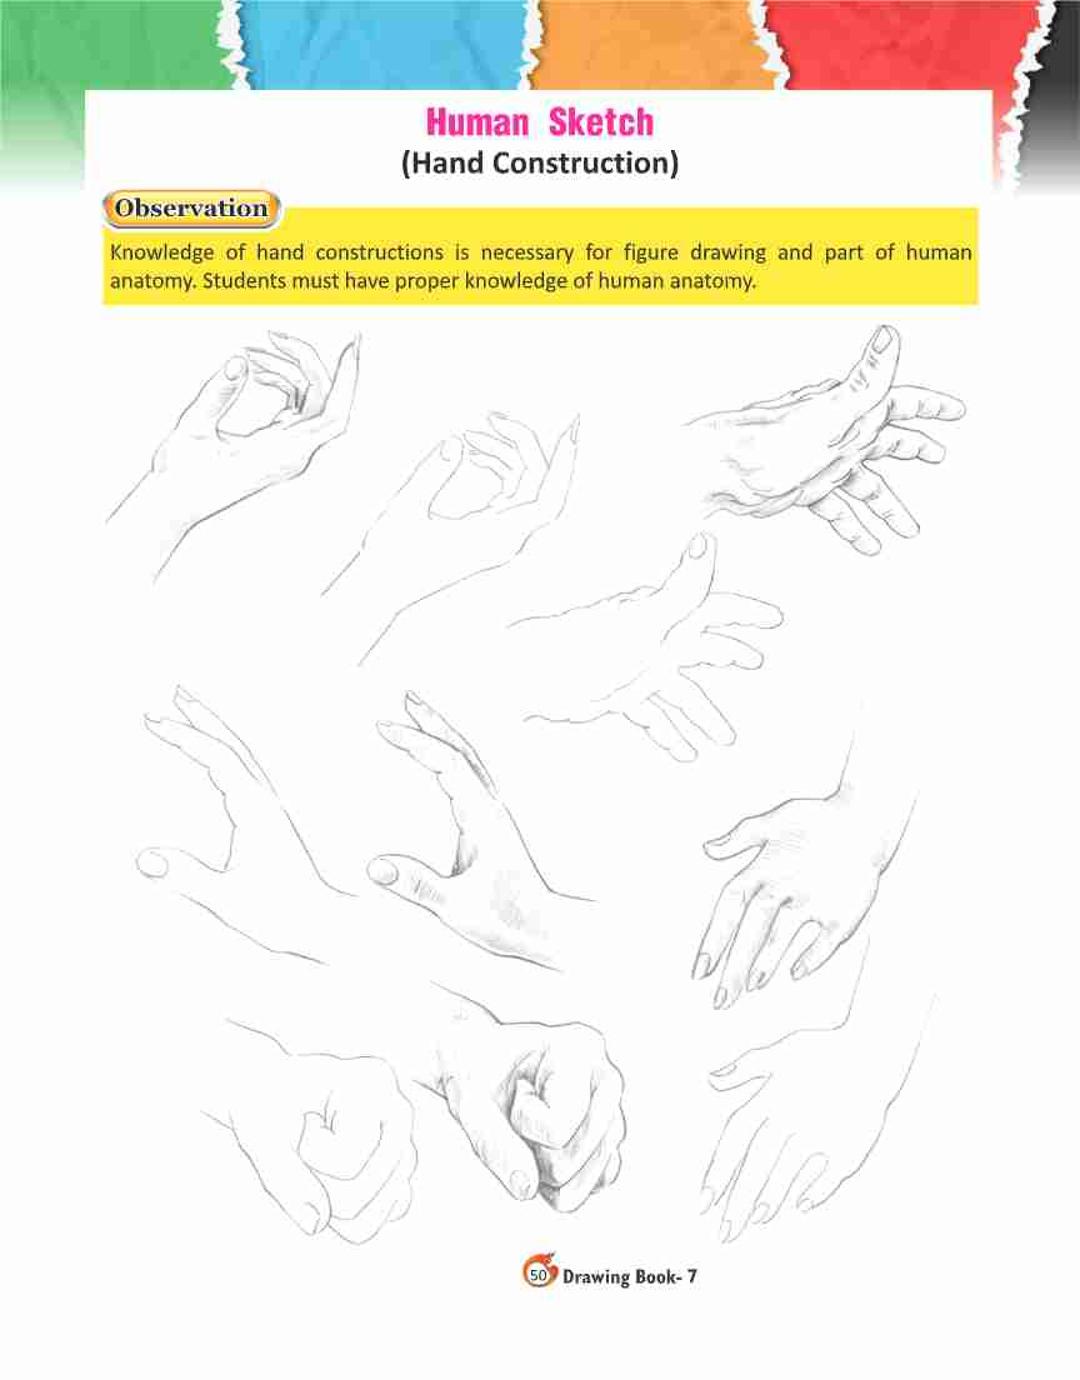 Human Sketch
(Hand Construction)
Observation
Knowledge of hand constructions is necessary for figure drawing and part of human
anatomy. Students must have proper knowledge of human anatomy.
50 Drawing Book- 7